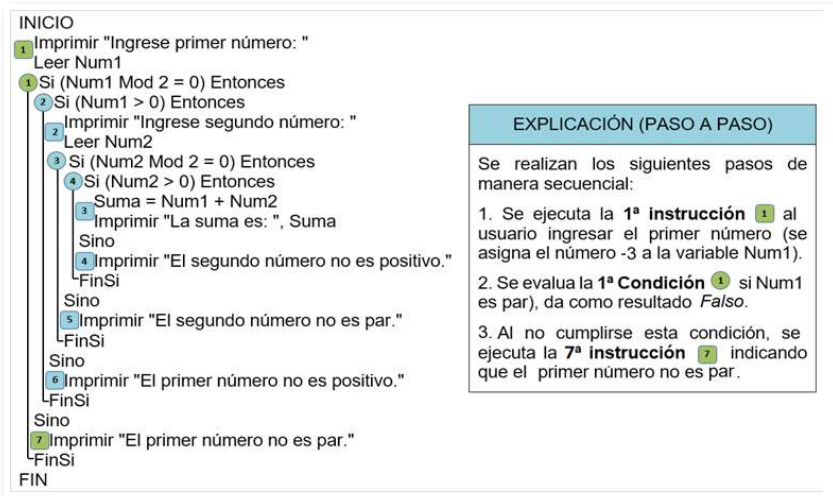 INICIO
1 Imprimir "Ingrese primer número: "
Leer Num1
1 Si (Num1 Mod 2 = 0) Entonces
2 Si (Num1 > 0) Entonces
2 Imprimir "Ingrese segundo número: "
Leer Num2
3 Si (Num2 Mod 2 = 0) Entonces
4 Si (Num2 > 0) Entonces
3 Suma = Num1 + Num2
Imprimir "La suma es: ", Suma
Sino
4 Imprimir "El segundo número no es positivo."
FinSi
Sino
5 Imprimir "El segundo número no es par."
FinSi
Sino
6 Imprimir "El primer número no es positivo."
FinSi
Sino
7 Imprimir "El primer número no es par."
FinSi
FIN
EXPLICACIÓN (PASO A PASO)
Se realizan los siguientes pasos de
manera secuencial:
1. Se ejecuta la 1ª instrucción 1 al
usuario ingresar el primer número (se
asigna el número -3 a la variable Num1).
2. Se evalua la 1ª Condición 1 si Num1
es par), da como resultado Falso.
3. Al no cumplirse esta condición, se
ejecuta la 7ª instrucción 7 indicando
que el primer número no es par.